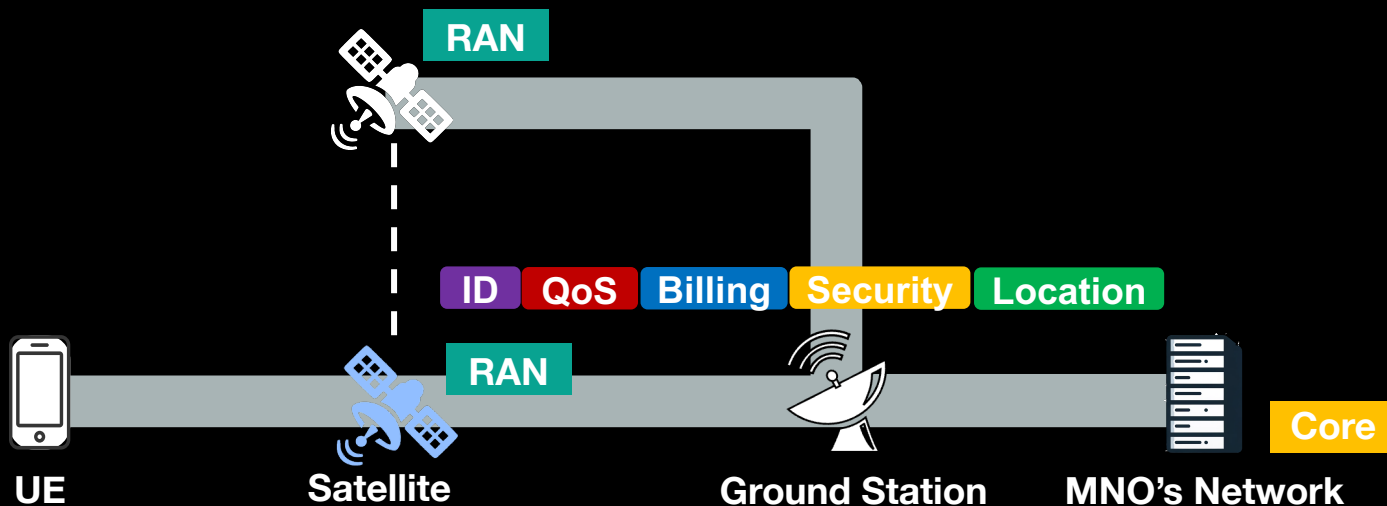 RAN
ID QoS Billing Security Location
RAN
Core
UE Satellite Ground Station MNO's Network